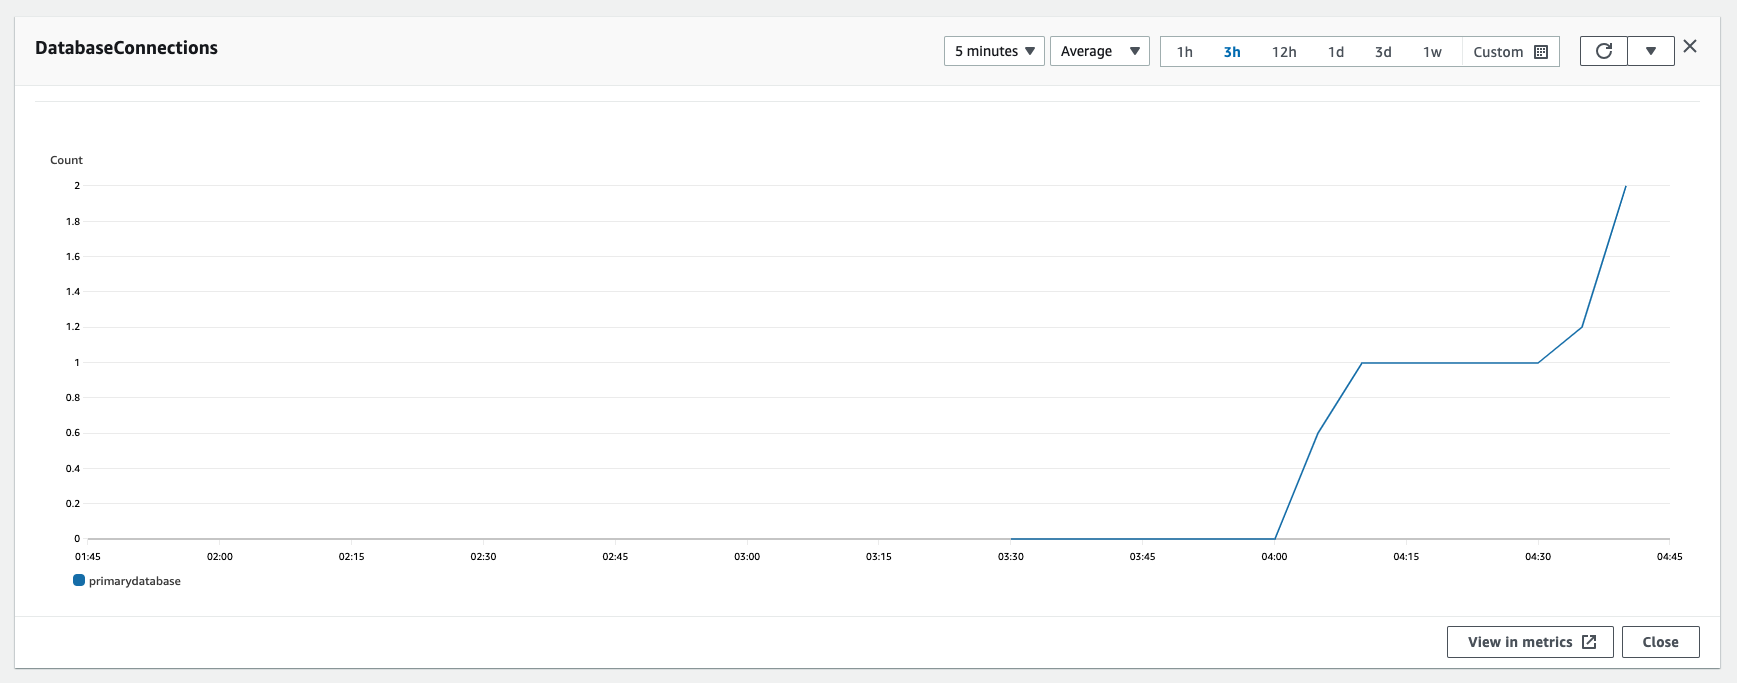 DatabaseConnections
5 minutes Average 1h 3h 12h 1d 3d 1w Custom
Count
2
1.8
1.6
1.4
1.2
1
0.8
0.6
0.4
0.2
0
01:45 02:00 02:15 02:30 02:45 03:00 03:15 03:30 03:45 04:00 04:15 04:30 04:45
primarydatabase
View in metrics Close